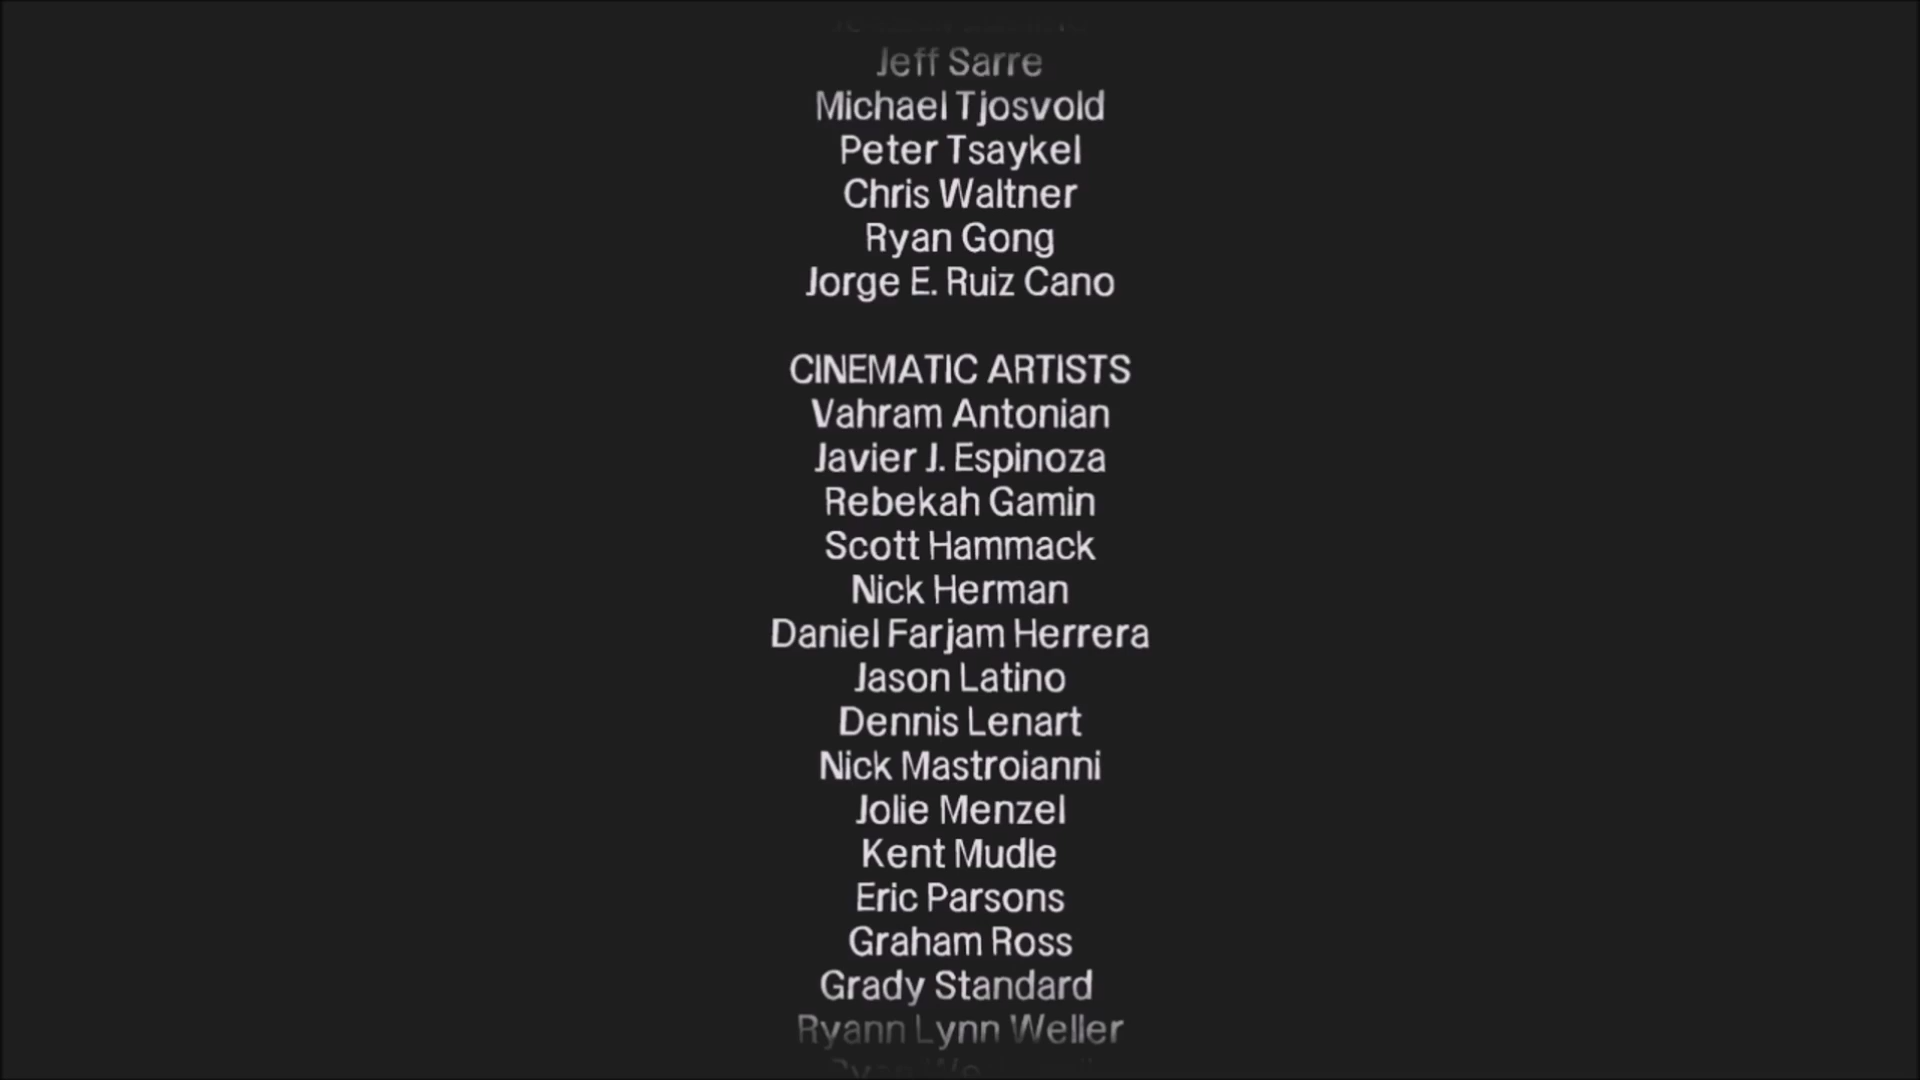 Jeff Sarre
Michael Tjosvold
Peter Tsaykel
Chris Waltner
Ryan Gong
Jorge E. Ruiz Cano
CINEMATIC ARTISTS
Vahram Antonian
Javier J. Espinoza
Rebekah Gamin
Scott Hammack
Nick Herman
Daniel Farjam Herrera
Jason Latino
Dennis Lenart
Nick Mastroianni
Jolie Menzel
Kent Mudle
Eric Parsons
Graham Ross
Grady Standard
Ryann Lynn Weller